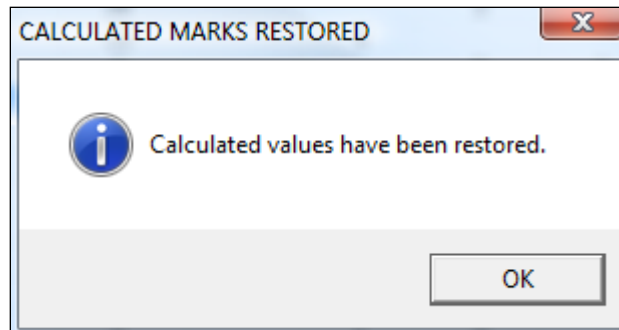 CALCULATED MARKS RESTORED
Calculated values have been restored.
OK